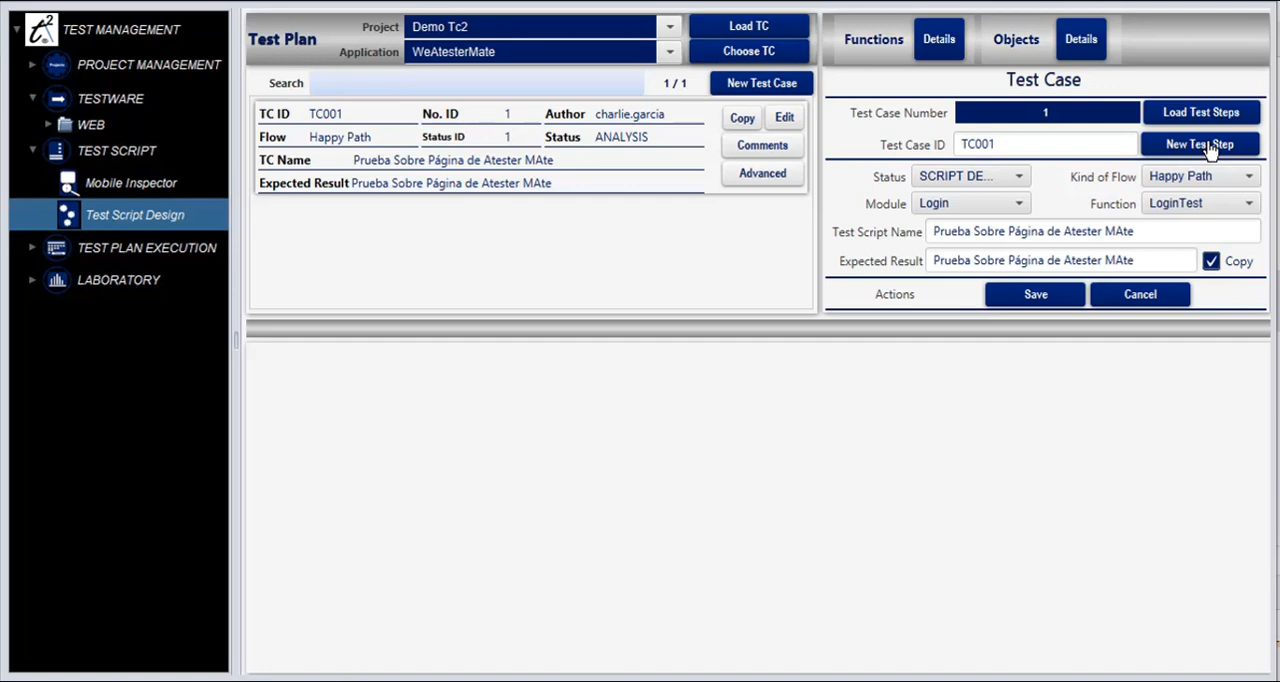 t2
TEST MANAGEMENT
Projects
PROJECT MANAGEMENT
TESTWARE
WEB
TEST SCRIPT
Mobile Inspector
Test Script Design
TEST PLAN EXECUTION
LABORATORY
Test Plan
Project Demo Tc2 Load TC
Application WeAtesterMate Choose TC
Search 1 / 1 New Test Case
TC ID TC001 No. ID 1 Author charlie.garcia Copy Edit
Flow Happy Path Status ID 1 Status ANALYSIS
Comments
TC Name Prueba Sobre Página de Atester MAte
Advanced
Expected Result Prueba Sobre Página de Atester MAte
Functions Details Objects Details
Test Case
Test Case Number 1 Load Test Steps
Test Case ID TC001 New Test Step
Status SCRIPT DE... Kind of Flow Happy Path
Module Login Function LoginTest
Test Script Name Prueba Sobre Página de Atester MAte
Expected Result Prueba Sobre Página de Atester MAte Copy
Actions Save Cancel